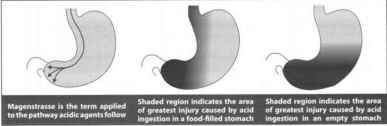 Magenstrasse is the term applied
to the pathway acidic agents follow
Shaded region indicates the area
of greatest injury caused by acid
ingestion in a food-filled stomach
Shaded region indicates the area
of greatest injury caused by acid
ingestion in an empty stomach